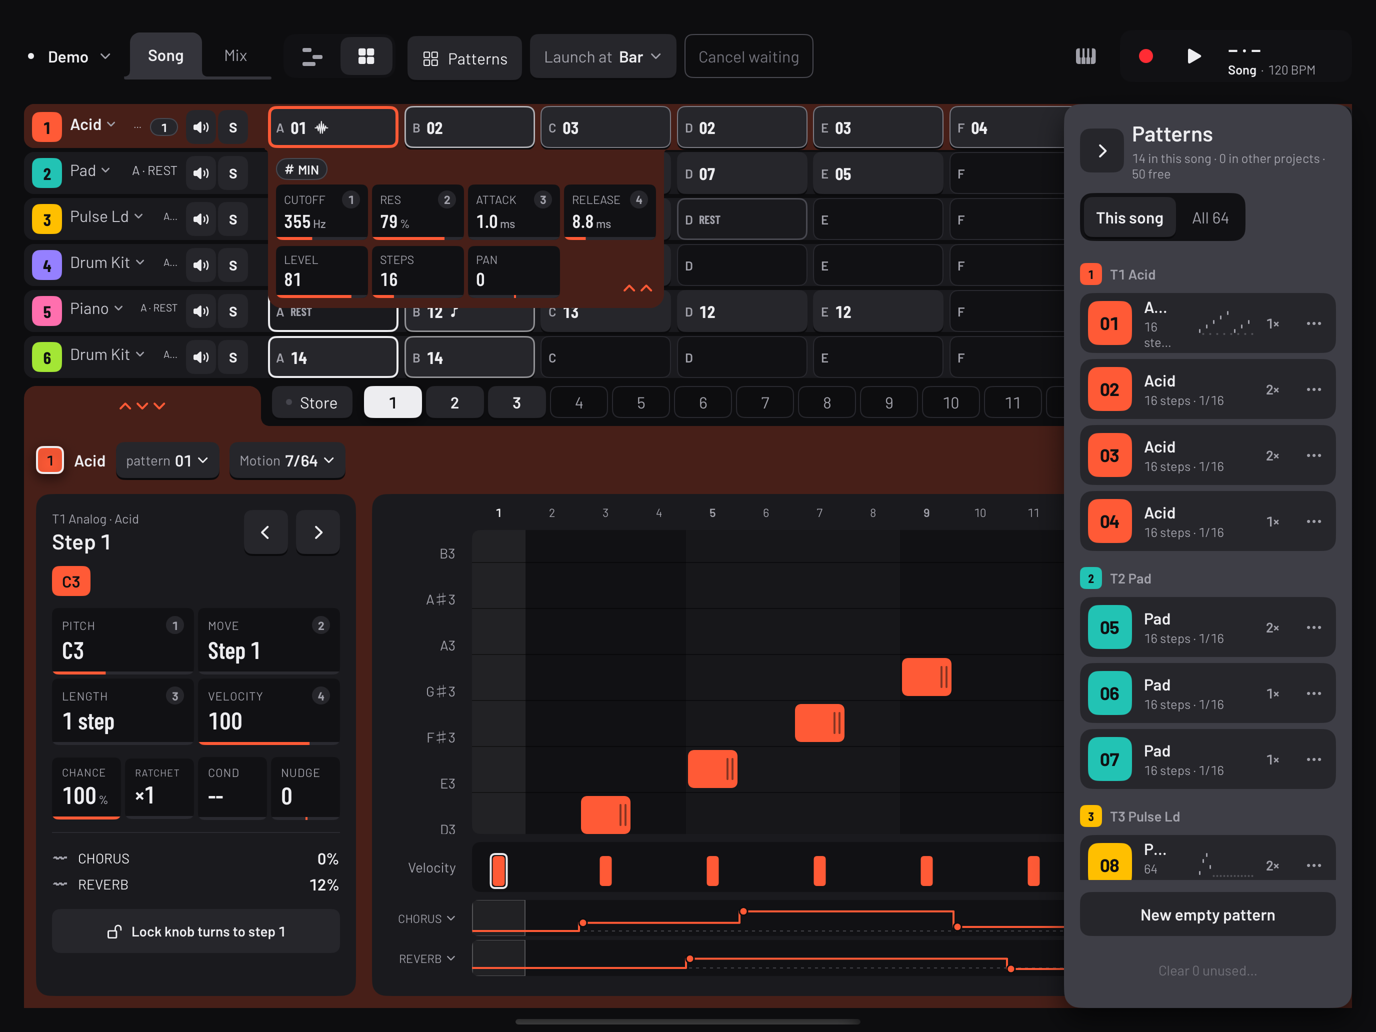 Demo
Song
Mix
Patterns
Launch at Bar
Cancel waiting
Song · 120 BPM
1 Acid ... 1 S
A 01
B 02
C 03
D 02
E 03
F 04
2 Pad A · REST S
D 07
E 05
F
3 Pulse Ld A... S
D REST
E
F
4 Drum Kit A... S
D
E
F
5 Piano A · REST S
A REST
B 12
C 13
D 12
E 12
F
6 Drum Kit A... S
A 14
B 14
C
D
E
F
# MIN
CUTOFF 1
355 Hz
RES 2
79 %
ATTACK 3
1.0 ms
RELEASE 4
8.8 ms
LEVEL
81
STEPS
16
PAN
0
Store
1 2 3 4 5 6 7 8 9 10 11
1 Acid
pattern 01
Motion 7/64
T1 Analog · Acid
Step 1
C3
PITCH 1
C3
MOVE 2
Step 1
LENGTH 3
1 step
VELOCITY 4
100
CHANCE
100 %
RATCHET
×1
COND
--
NUDGE
0
CHORUS 0%
REVERB 12%
Lock knob turns to step 1
1 2 3 4 5 6 7 8 9 10 11
B3
A♯3
A3
G♯3
F♯3
E3
D3
Velocity
CHORUS
REVERB
Patterns
14 in this song · 0 in other projects ·
50 free
This song
All 64
1 T1 Acid
01 A... 1× ···
16
ste...
02 Acid 2× ···
16 steps · 1/16
03 Acid 2× ···
16 steps · 1/16
04 Acid 1× ···
16 steps · 1/16
2 T2 Pad
05 Pad 2× ···
16 steps · 1/16
06 Pad 1× ···
16 steps · 1/16
07 Pad 1× ···
16 steps · 1/16
3 T3 Pulse Ld
08 P... 2× ···
64
New empty pattern
Clear 0 unused...